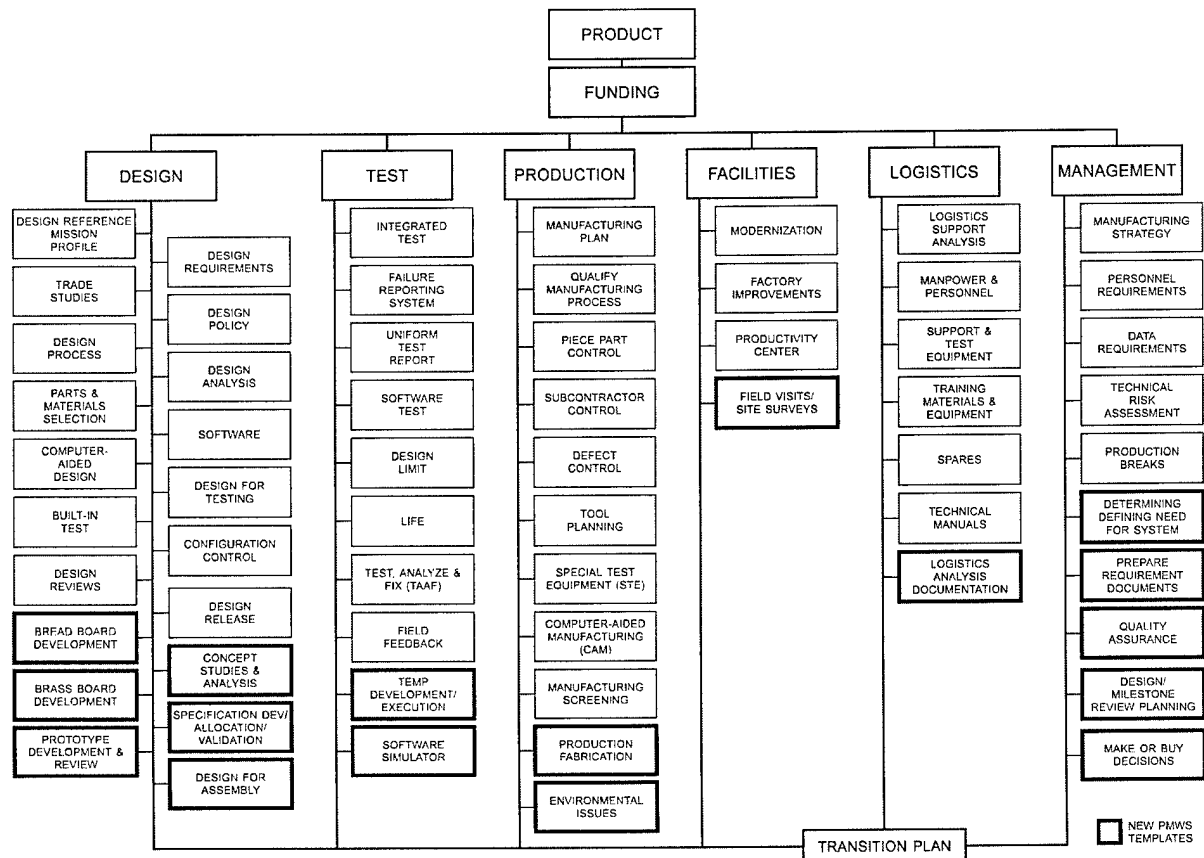 PRODUCT
FUNDING
DESIGN
TEST
PRODUCTION
FACILITIES
LOGISTICS
MANAGEMENT
DESIGN REFERENCE
MISSION
PROFILE
TRADE
STUDIES
DESIGN
PROCESS
PARTS &
MATERIALS
SELECTION
COMPUTER-
AIDED
DESIGN
BUILT-IN
TEST
DESIGN
REVIEWS
BREAD BOARD
DEVELOPMENT
BRASS BOARD
DEVELOPMENT
PROTOTYPE
DEVELOPMENT &
REVIEW
DESIGN
REQUIREMENTS
DESIGN
POLICY
DESIGN
ANALYSIS
SOFTWARE
DESIGN FOR
TESTING
CONFIGURATION
CONTROL
DESIGN
RELEASE
CONCEPT
STUDIES &
ANALYSIS
SPECIFICATION DEV/
ALLOCATION/
VALIDATION
DESIGN FOR
ASSEMBLY
INTEGRATED
TEST
FAILURE
REPORTING
SYSTEM
UNIFORM
TEST
REPORT
SOFTWARE
TEST
DESIGN
LIMIT
LIFE
TEST, ANALYZE &
FIX (TAAF)
FIELD
FEEDBACK
TEMP
DEVELOPMENT/
EXECUTION
SOFTWARE
SIMULATOR
MANUFACTURING
PLAN
QUALIFY
MANUFACTURING
PROCESS
PIECE PART
CONTROL
SUBCONTRACTOR
CONTROL
DEFECT
CONTROL
TOOL
PLANNING
SPECIAL TEST
EQUIPMENT (STE)
COMPUTER-AIDED
MANUFACTURING
(CAM)
MANUFACTURING
SCREENING
PRODUCTION
FABRICATION
ENVIRONMENTAL
ISSUES
MODERNIZATION
FACTORY
IMPROVEMENTS
PRODUCTIVITY
CENTER
FIELD VISITS/
SITE SURVEYS
LOGISTICS
SUPPORT
ANALYSIS
MANPOWER &
PERSONNEL
SUPPORT &
TEST
EQUIPMENT
TRAINING
MATERIALS &
EQUIPMENT
SPARES
TECHNICAL
MANUALS
LOGISTICS
ANALYSIS
DOCUMENTATION
MANUFACTURING
STRATEGY
PERSONNEL
REQUIREMENTS
DATA
REQUIREMENTS
TECHNICAL
RISK
ASSESSMENT
PRODUCTION
BREAKS
DETERMINING
DEFINING NEED
FOR SYSTEM
PREPARE
REQUIREMENT
DOCUMENTS
QUALITY
ASSURANCE
DESIGN/
MILESTONE
REVIEW PLANNING
MAKE OR BUY
DECISIONS
TRANSITION PLAN
NEW PMWS
TEMPLATES